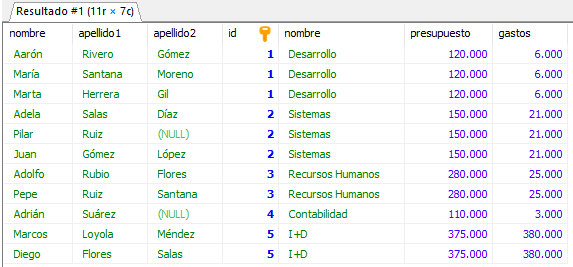 Resultado #1 (11r × 7c)
nombre apellido1 apellido2 id nombre presupuesto gastos
Aarón Rivero Gómez 1 Desarrollo 120.000 6.000
María Santana Moreno 1 Desarrollo 120.000 6.000
Marta Herrera Gil 1 Desarrollo 120.000 6.000
Adela Salas Díaz 2 Sistemas 150.000 21.000
Pilar Ruiz (NULL) 2 Sistemas 150.000 21.000
Juan Gómez López 2 Sistemas 150.000 21.000
Adolfo Rubio Flores 3 Recursos Humanos 280.000 25.000
Pepe Ruiz Santana 3 Recursos Humanos 280.000 25.000
Adrián Suárez (NULL) 4 Contabilidad 110.000 3.000
Marcos Loyola Méndez 5 I+D 375.000 380.000
Diego Flores Salas 5 I+D 375.000 380.000